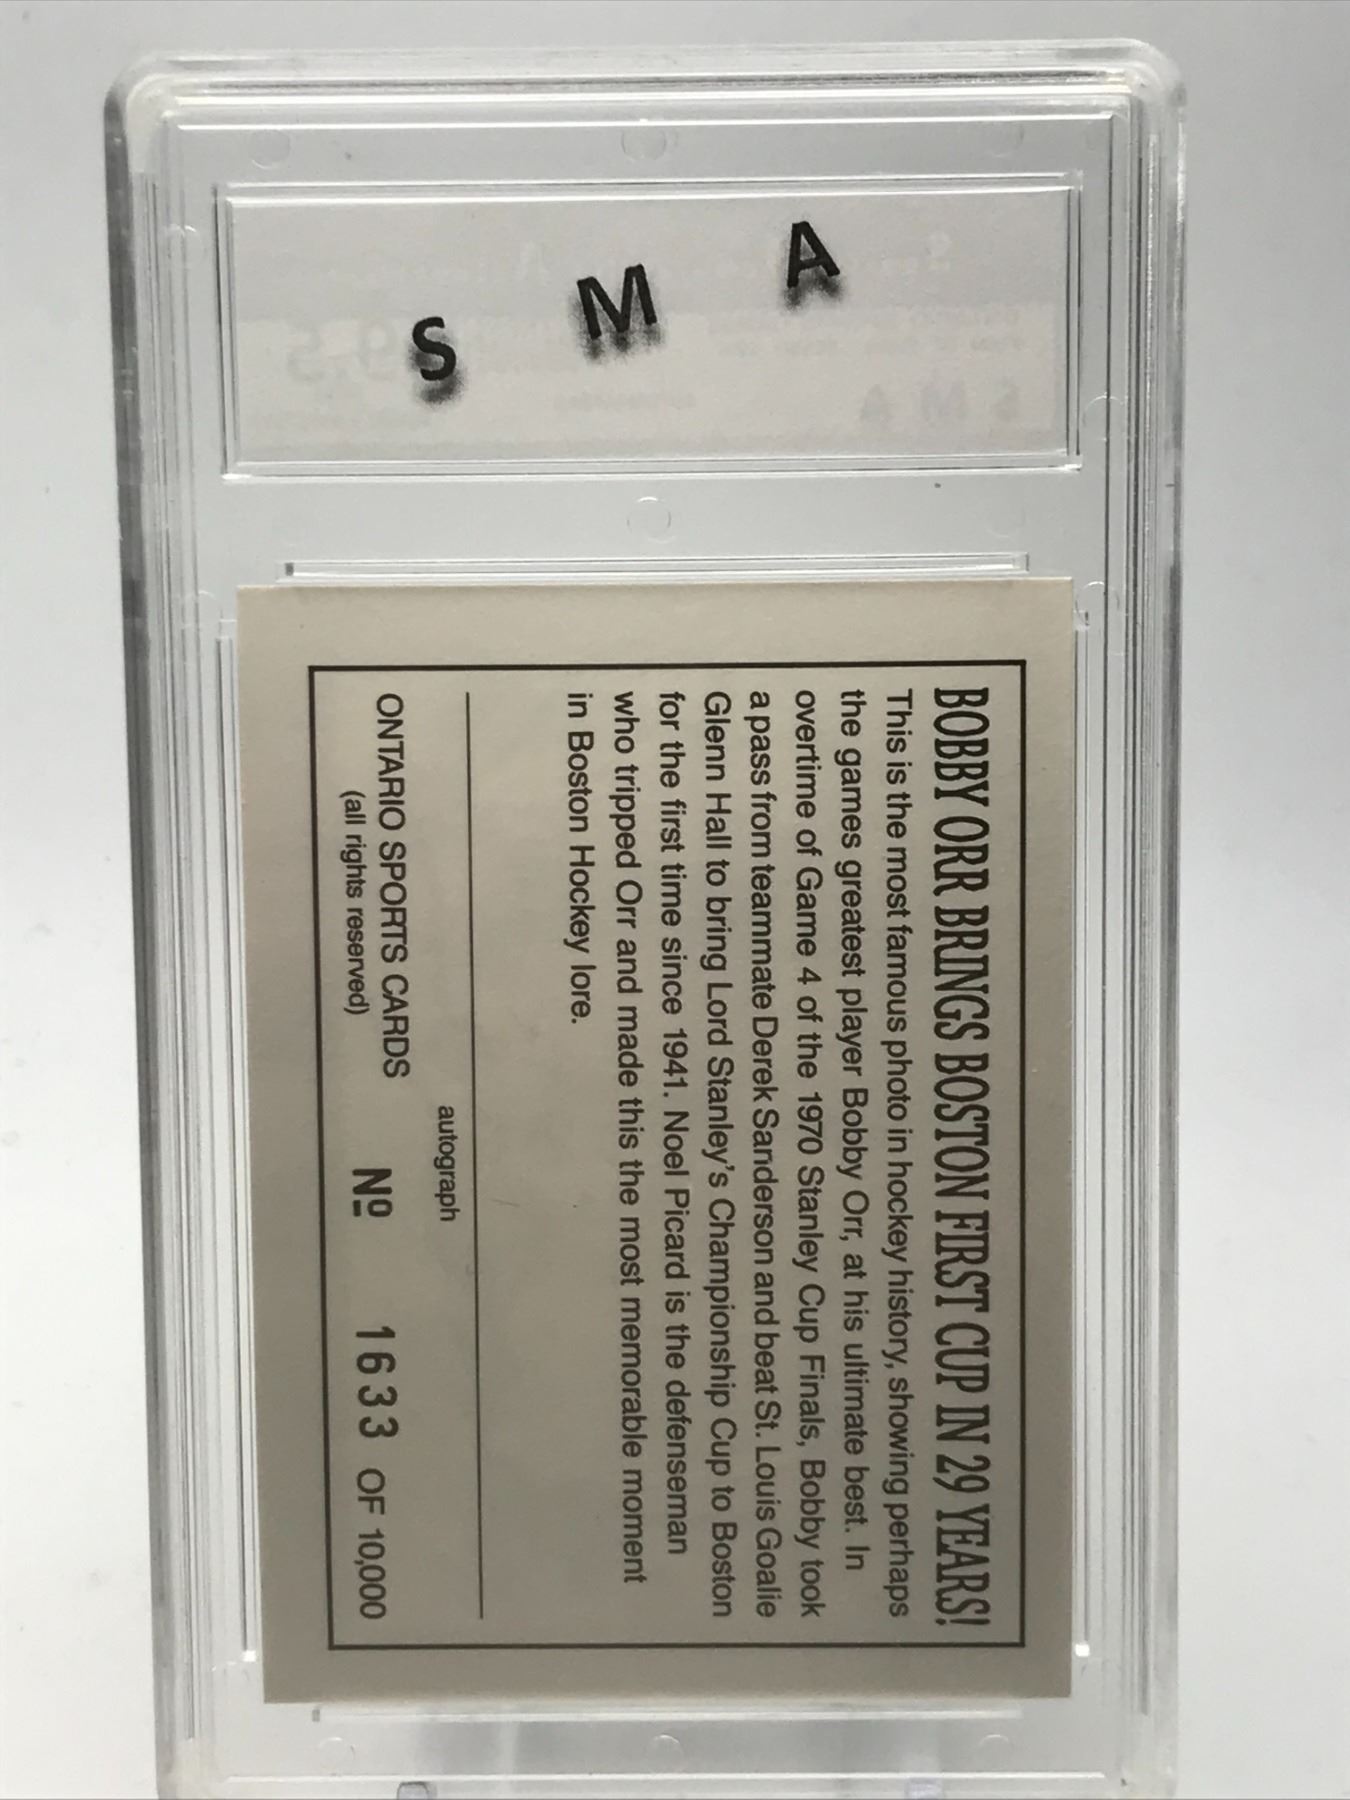 S M A
BOBBY ORR BRINGS BOSTON FIRST CUP IN 29 YEARS!
This is the most famous photo in hockey history, showing perhaps
the games greatest player Bobby Orr, at his ultimate best. In
overtime of Game 4 of the 1970 Stanley Cup Finals, Bobby took
a pass from teammate Derek Sanderson and beat St. Louis Goalie
Glenn Hall to bring Lord Stanley's Championship Cup to Boston
for the first time since 1941. Noel Picard is the defenseman
who tripped Orr and made this the most memorable moment
in Boston Hockey lore.
autograph
ONTARIO SPORTS CARDS Nº 1633 OF 10,000
(all rights reserved)